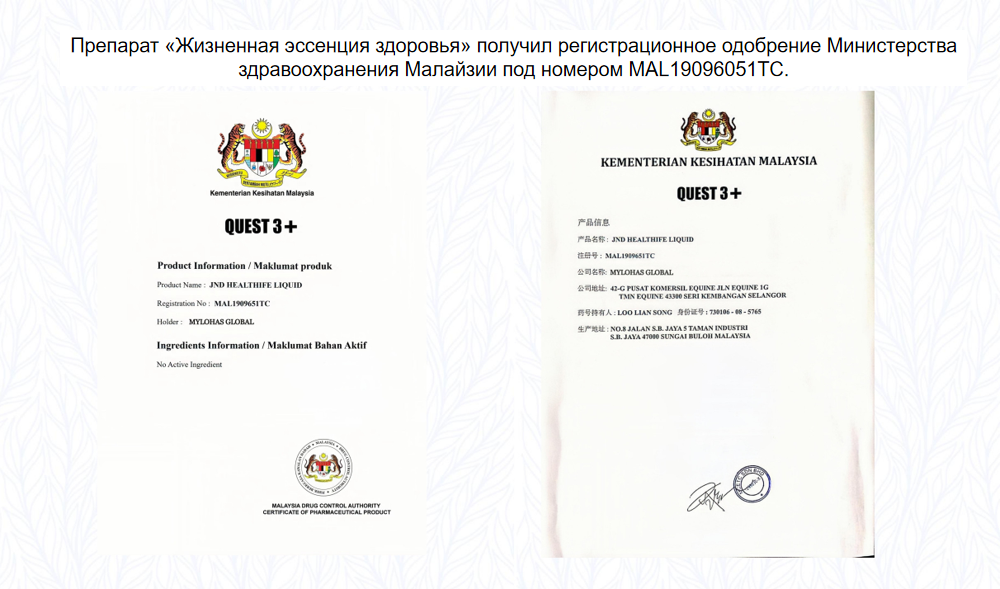 Препарат «Жизненная эссенция здоровья» получил регистрационное одобрение Министерства
здравоохранения Малайзии под номером MAL19096051TC.
Kementerian Kesihatan Malaysia
QUEST 3+
Product Information / Maklumat produk
Product Name : JND HEALTHIFE LIQUID
Registration No : MAL1909651TC
Holder : MYLOHAS GLOBAL
Ingredients Information / Maklumat Bahan Aktif
No Active Ingredient
MALAYSIA DRUG CONTROL AUTHORITY
CERTIFICATE OF PHARMACEUTICAL PRODUCT
KEMENTERIAN KESIHATAN MALAYSIA
QUEST 3+
产品信息
产品名称 : JND HEALTHIFE LIQUID
注册号 : MAL1909651TC
公司名称: MYLOHAS GLOBAL
公司地址: 42-G PUSAT KOMERSIL EQUINE JLN EQUINE 1G
TMN EQUINE 43300 SERI KEMBANGAN SELANGOR
药号持有人 : LOO LIAN SONG 身份证号 : 730106 - 08 - 5765
生产地址 : NO.8 JALAN S.B. JAYA 5 TAMAN INDUSTRI
S.B. JAYA 47000 SUNGAI BULOH MALAYSIA